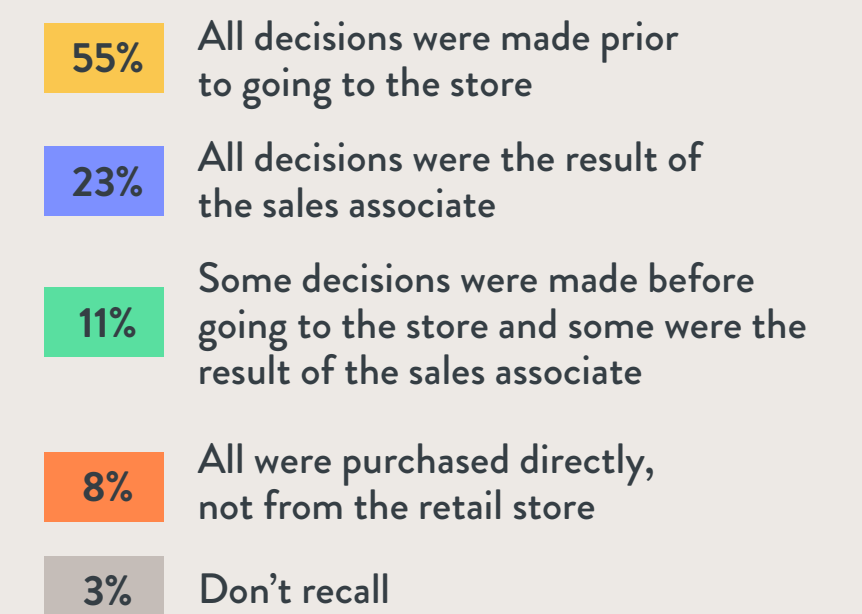 55%
All decisions were made prior
to going to the store
23%
All decisions were the result of
the sales associate
11%
Some decisions were made before
going to the store and some were the
result of the sales associate
8%
All were purchased directly,
not from the retail store
3%
Don’t recall